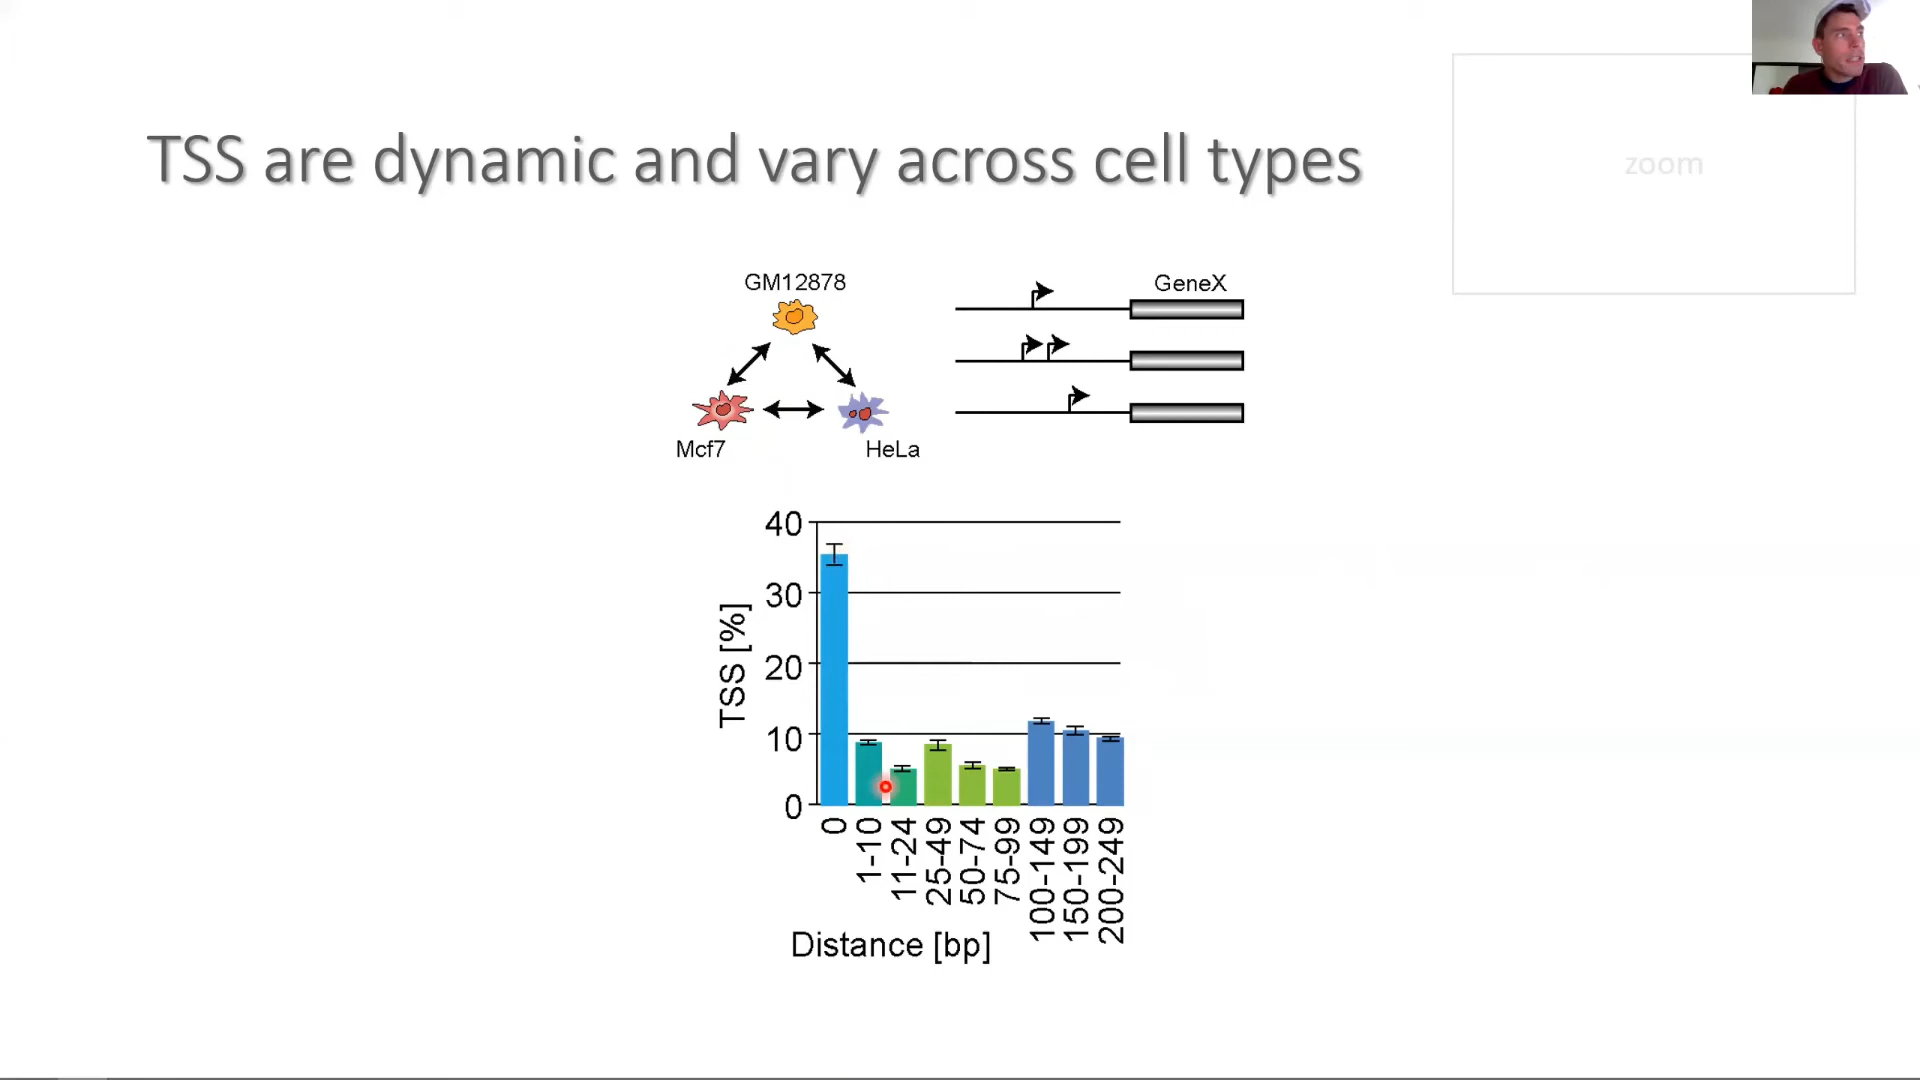 TSS are dynamic and vary across cell types
zoom
GM12878
GeneX
Mcf7
HeLa
40
30
20
10
0
TSS [%]
0
1-10
11-24
25-49
50-74
75-99
100-149
150-199
200-249
Distance [bp]